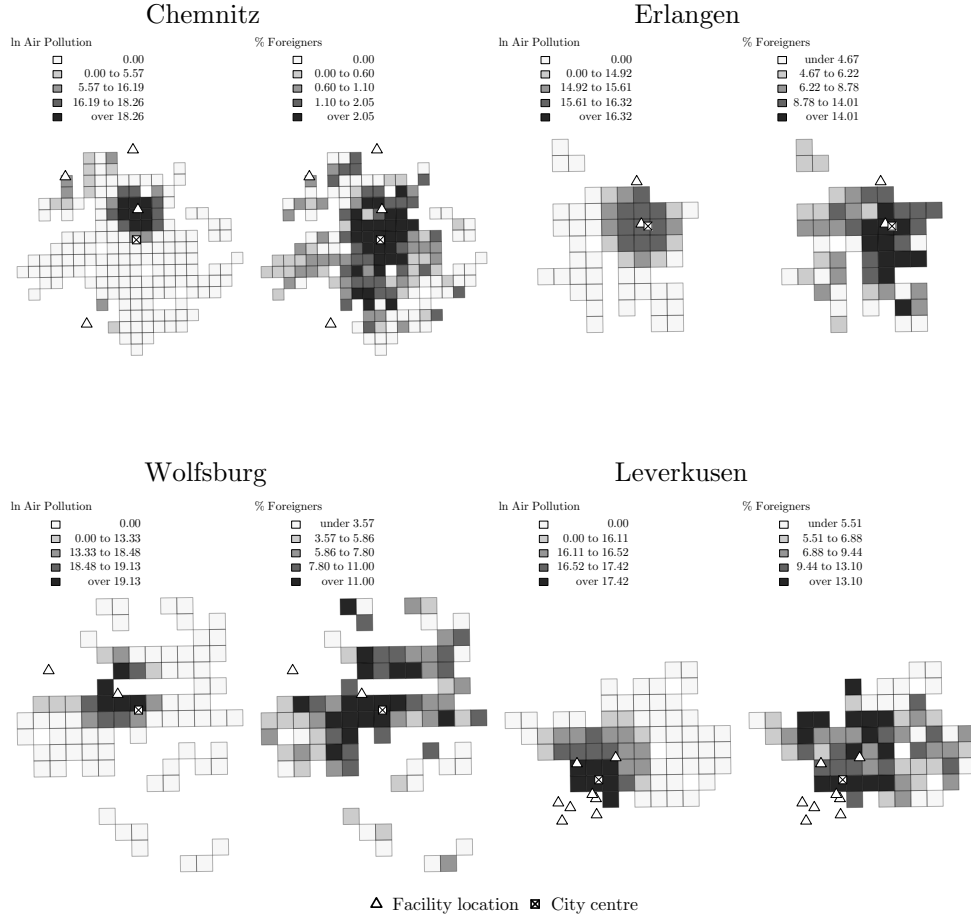 Chemnitz
ln Air Pollution
0.00
0.00 to 5.57
5.57 to 16.19
16.19 to 18.26
over 18.26
% Foreigners
0.00
0.00 to 0.60
0.60 to 1.10
1.10 to 2.05
over 2.05
Erlangen
ln Air Pollution
0.00
0.00 to 14.92
14.92 to 15.61
15.61 to 16.32
over 16.32
% Foreigners
under 4.67
4.67 to 6.22
6.22 to 8.78
8.78 to 14.01
over 14.01
Wolfsburg
ln Air Pollution
0.00
0.00 to 13.33
13.33 to 18.48
18.48 to 19.13
over 19.13
% Foreigners
under 3.57
3.57 to 5.86
5.86 to 7.80
7.80 to 11.00
over 11.00
Leverkusen
ln Air Pollution
0.00
0.00 to 16.11
16.11 to 16.52
16.52 to 17.42
over 17.42
% Foreigners
under 5.51
5.51 to 6.88
6.88 to 9.44
9.44 to 13.10
over 13.10
Facility location City centre